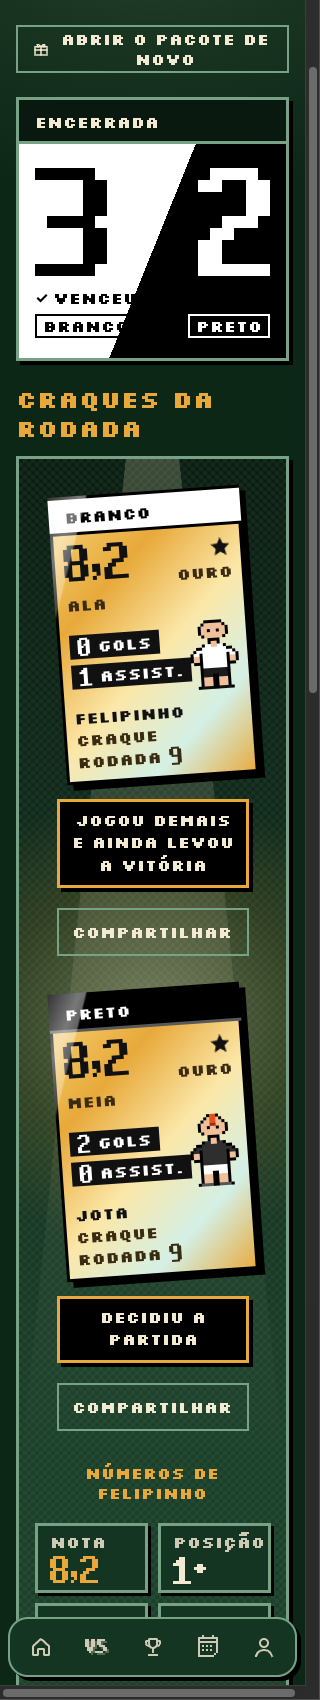 ABRIR O PACOTE DE
NOVO
ENCERRADA
3 2
✓ VENCEU
BRANCO PRETO
CRAQUES DA
RODADA
BRANCO
8,2 ★
OURO
ALA
0 GOLS
1 ASSIST.
FELIPINHO
CRAQUE
RODADA 9
JOGOU DEMAIS
E AINDA LEVOU
A VITÓRIA
COMPARTILHAR
PRETO
8,2 ★
OURO
MEIA
2 GOLS
0 ASSIST.
JOTA
CRAQUE
RODADA 9
DECIDIU A
PARTIDA
COMPARTILHAR
NÚMEROS DE
FELIPINHO
NOTA POSIÇÃO
8,2 1º
VS